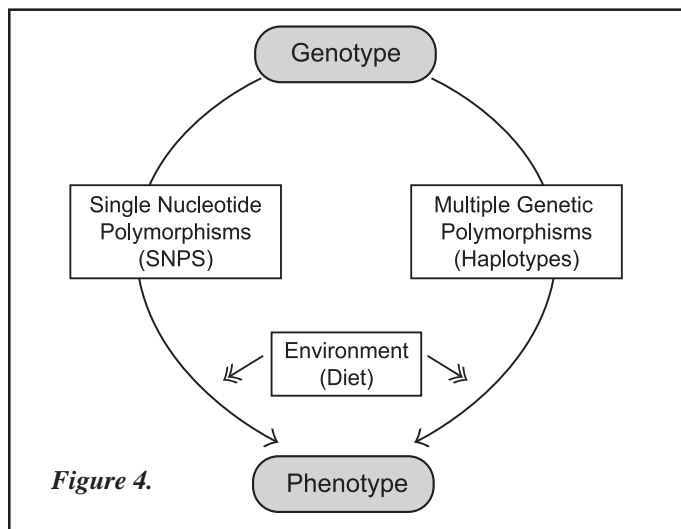 Genotype
Single Nucleotide
Polymorphisms
(SNPS)
Multiple Genetic
Polymorphisms
(Haplotypes)
Environment
(Diet)
Figure 4.
Phenotype